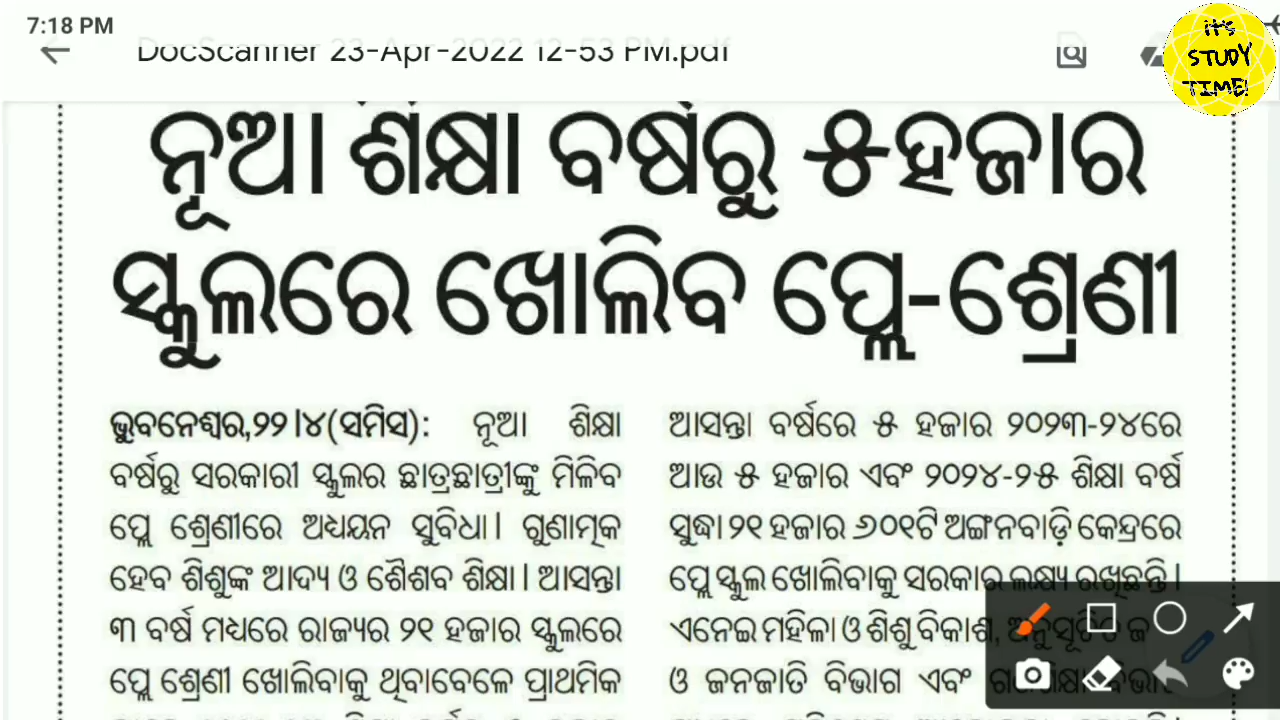 7:18 PM
DocScanner 23-Apr-2022 12-53 PM.pdf
IT'S
STUDY
TIME!
ନୂଆ ଶିକ୍ଷା ବର୍ଷରୁ ୫ହଜାର
ସ୍କୁଲରେ ଖୋଲିବ ପ୍ଲେ-ଶ୍ରେଣୀ
ଭୁବନେଶ୍ୱର,୨୨।୪(ସମିସ): ନୂଆ ଶିକ୍ଷା
ବର୍ଷରୁ ସରକାରୀ ସ୍କୁଲର ଛାତ୍ରଛାତ୍ରୀଙ୍କୁ ମିଳିବ
ପ୍ଲେ ଶ୍ରେଣୀରେ ଅଧ୍ୟୟନ ସୁବିଧା। ଗୁଣାତ୍ମକ
ହେବ ଶିଶୁଙ୍କ ଆଦ୍ୟ ଓ ଶୈଶବ ଶିକ୍ଷା। ଆସନ୍ତା
୩ ବର୍ଷ ମଧ୍ୟରେ ରାଜ୍ୟର ୨୧ ହଜାର ସ୍କୁଲରେ
ପ୍ଲେ ଶ୍ରେଣୀ ଖୋଲିବାକୁ ଥିବାବେଳେ ପ୍ରାଥମିକ
ଆସନ୍ତା ବର୍ଷରେ ୫ ହଜାର ୨୦୨୩-୨୪ରେ
ଆଉ ୫ ହଜାର ଏବଂ ୨୦୨୪-୨୫ ଶିକ୍ଷା ବର୍ଷ
ସୁଦ୍ଧା ୨୧ ହଜାର ୬୦୧ଟି ଅଙ୍ଗନବାଡ଼ି କେନ୍ଦ୍ରରେ
ପ୍ଲେ ସ୍କୁଲ ଖୋଲିବାକୁ ସରକାର ଲକ୍ଷ୍ୟ ରଖିଛନ୍ତି।
ଏନେଇ ମହିଳା ଓ ଶିଶୁ ବିକାଶ, ଅନୁସୂଚିତ
ଓ ଜନଜାତି ବିଭାଗ ଏବଂ